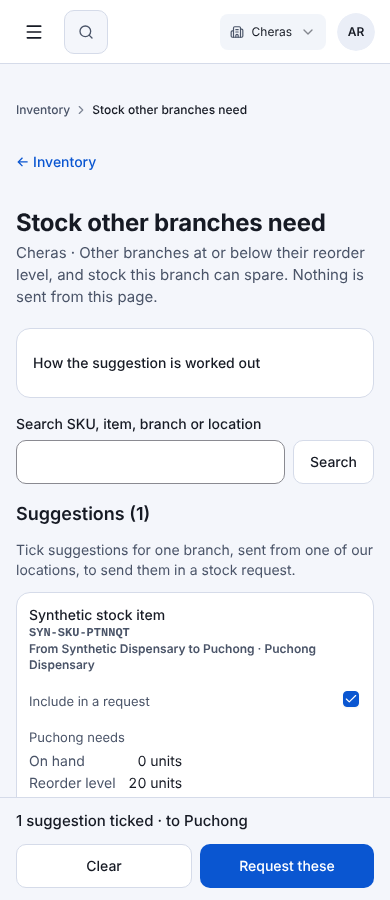 Cheras
AR
Inventory > Stock other branches need
← Inventory
Stock other branches need
Cheras · Other branches at or below their reorder
level, and stock this branch can spare. Nothing is
sent from this page.
How the suggestion is worked out
Search SKU, item, branch or location
Search
Suggestions (1)
Tick suggestions for one branch, sent from one of our
locations, to send them in a stock request.
Synthetic stock item
SYN-SKU-PTNNQT
From Synthetic Dispensary to Puchong · Puchong
Dispensary
Include in a request
Puchong needs
On hand 0 units
Reorder level 20 units
1 suggestion ticked · to Puchong
Clear
Request these